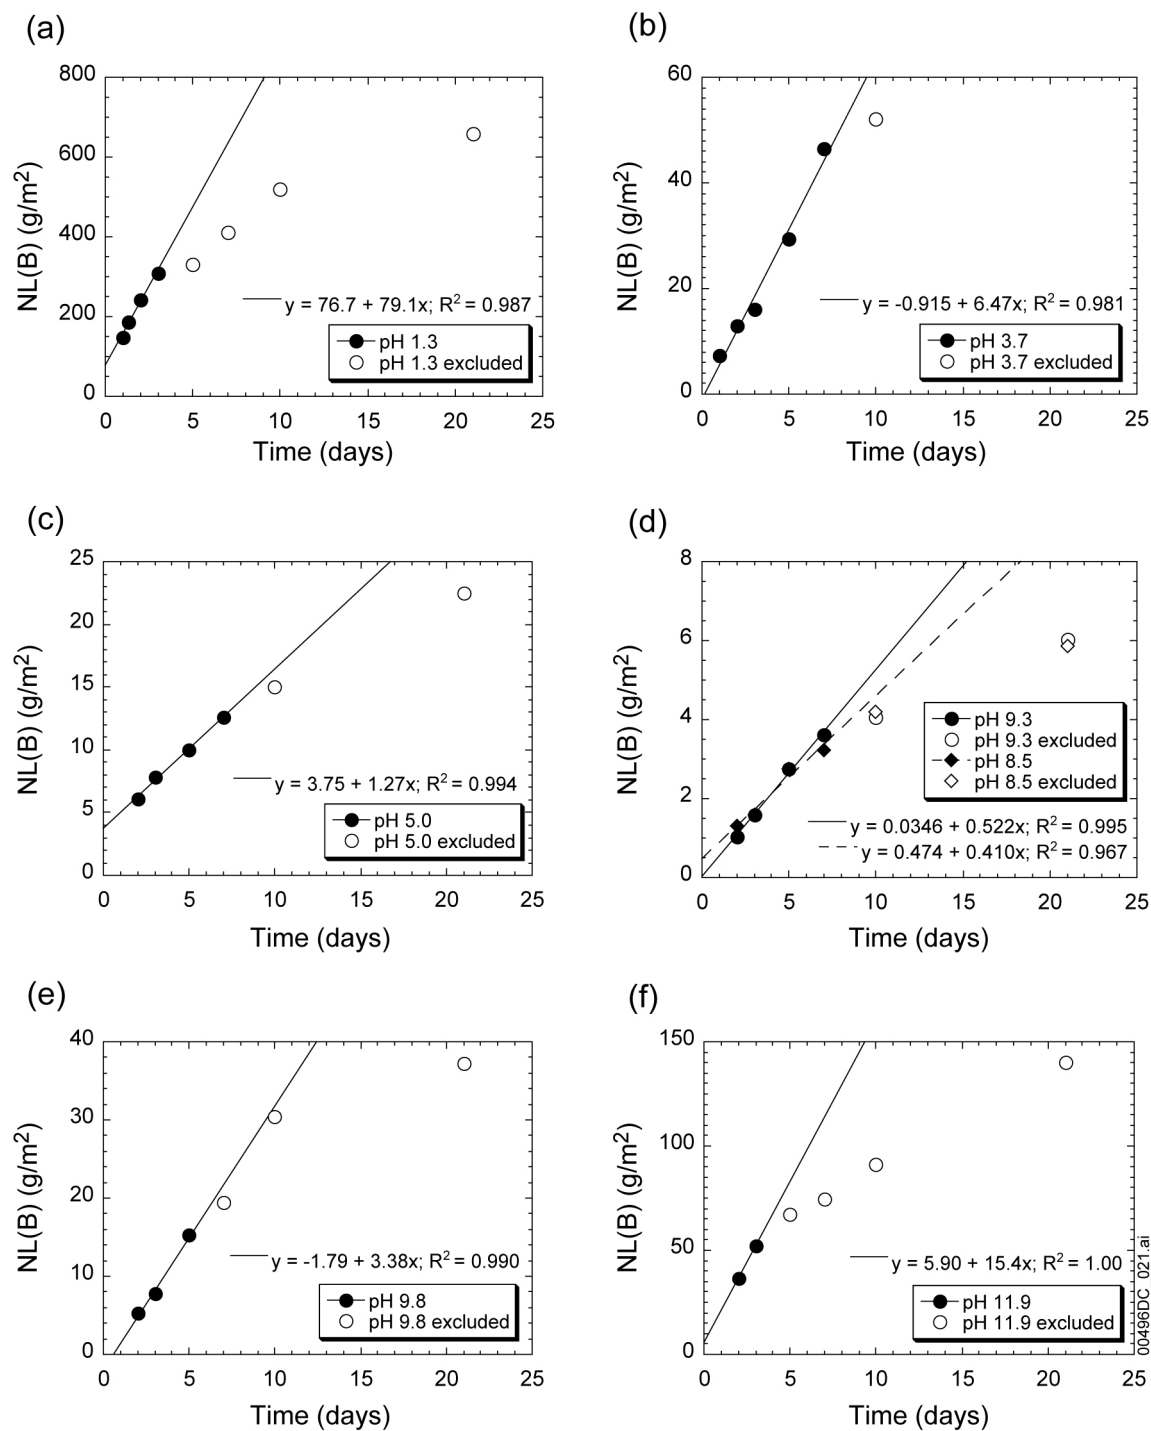 (a)
800
600
400
200
0
NL(B) (g/m²)
y = 76.7 + 79.1x; R² = 0.987
pH 1.3
pH 1.3 excluded
0 5 10 15 20 25
Time (days)
(b)
60
40
20
0
NL(B) (g/m²)
y = -0.915 + 6.47x; R² = 0.981
pH 3.7
pH 3.7 excluded
0 5 10 15 20 25
Time (days)
(c)
25
20
15
10
5
0
NL(B) (g/m²)
y = 3.75 + 1.27x; R² = 0.994
pH 5.0
pH 5.0 excluded
0 5 10 15 20 25
Time (days)
(d)
8
6
4
2
0
NL(B) (g/m²)
pH 9.3
pH 9.3 excluded
pH 8.5
pH 8.5 excluded
y = 0.0346 + 0.522x; R² = 0.995
y = 0.474 + 0.410x; R² = 0.967
0 5 10 15 20 25
Time (days)
(e)
40
30
20
10
0
NL(B) (g/m²)
y = -1.79 + 3.38x; R² = 0.990
pH 9.8
pH 9.8 excluded
0 5 10 15 20 25
Time (days)
(f)
150
100
50
0
NL(B) (g/m²)
y = 5.90 + 15.4x; R² = 1.00
pH 11.9
pH 11.9 excluded
0 5 10 15 20 25
Time (days)
00496DC 021.ai